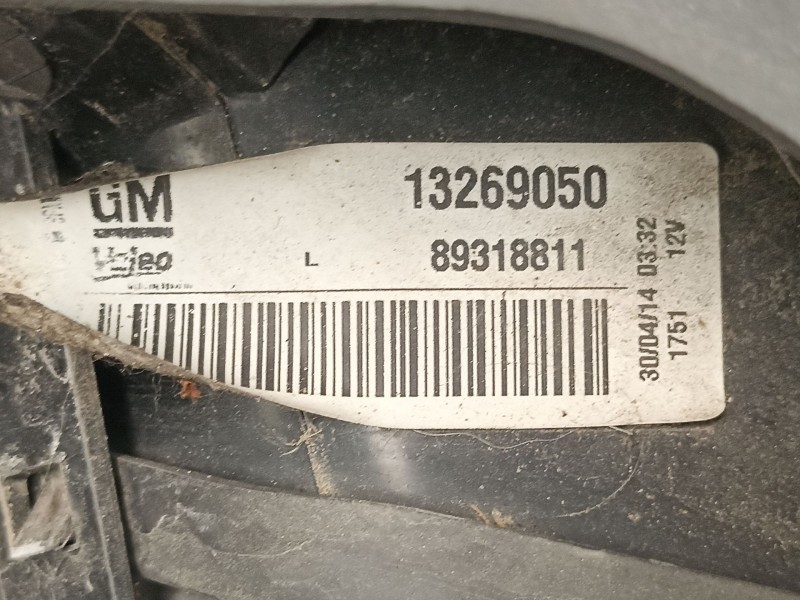 GM 13269050
Valeo L 89318811
30/04/14 03:32
1751 12V